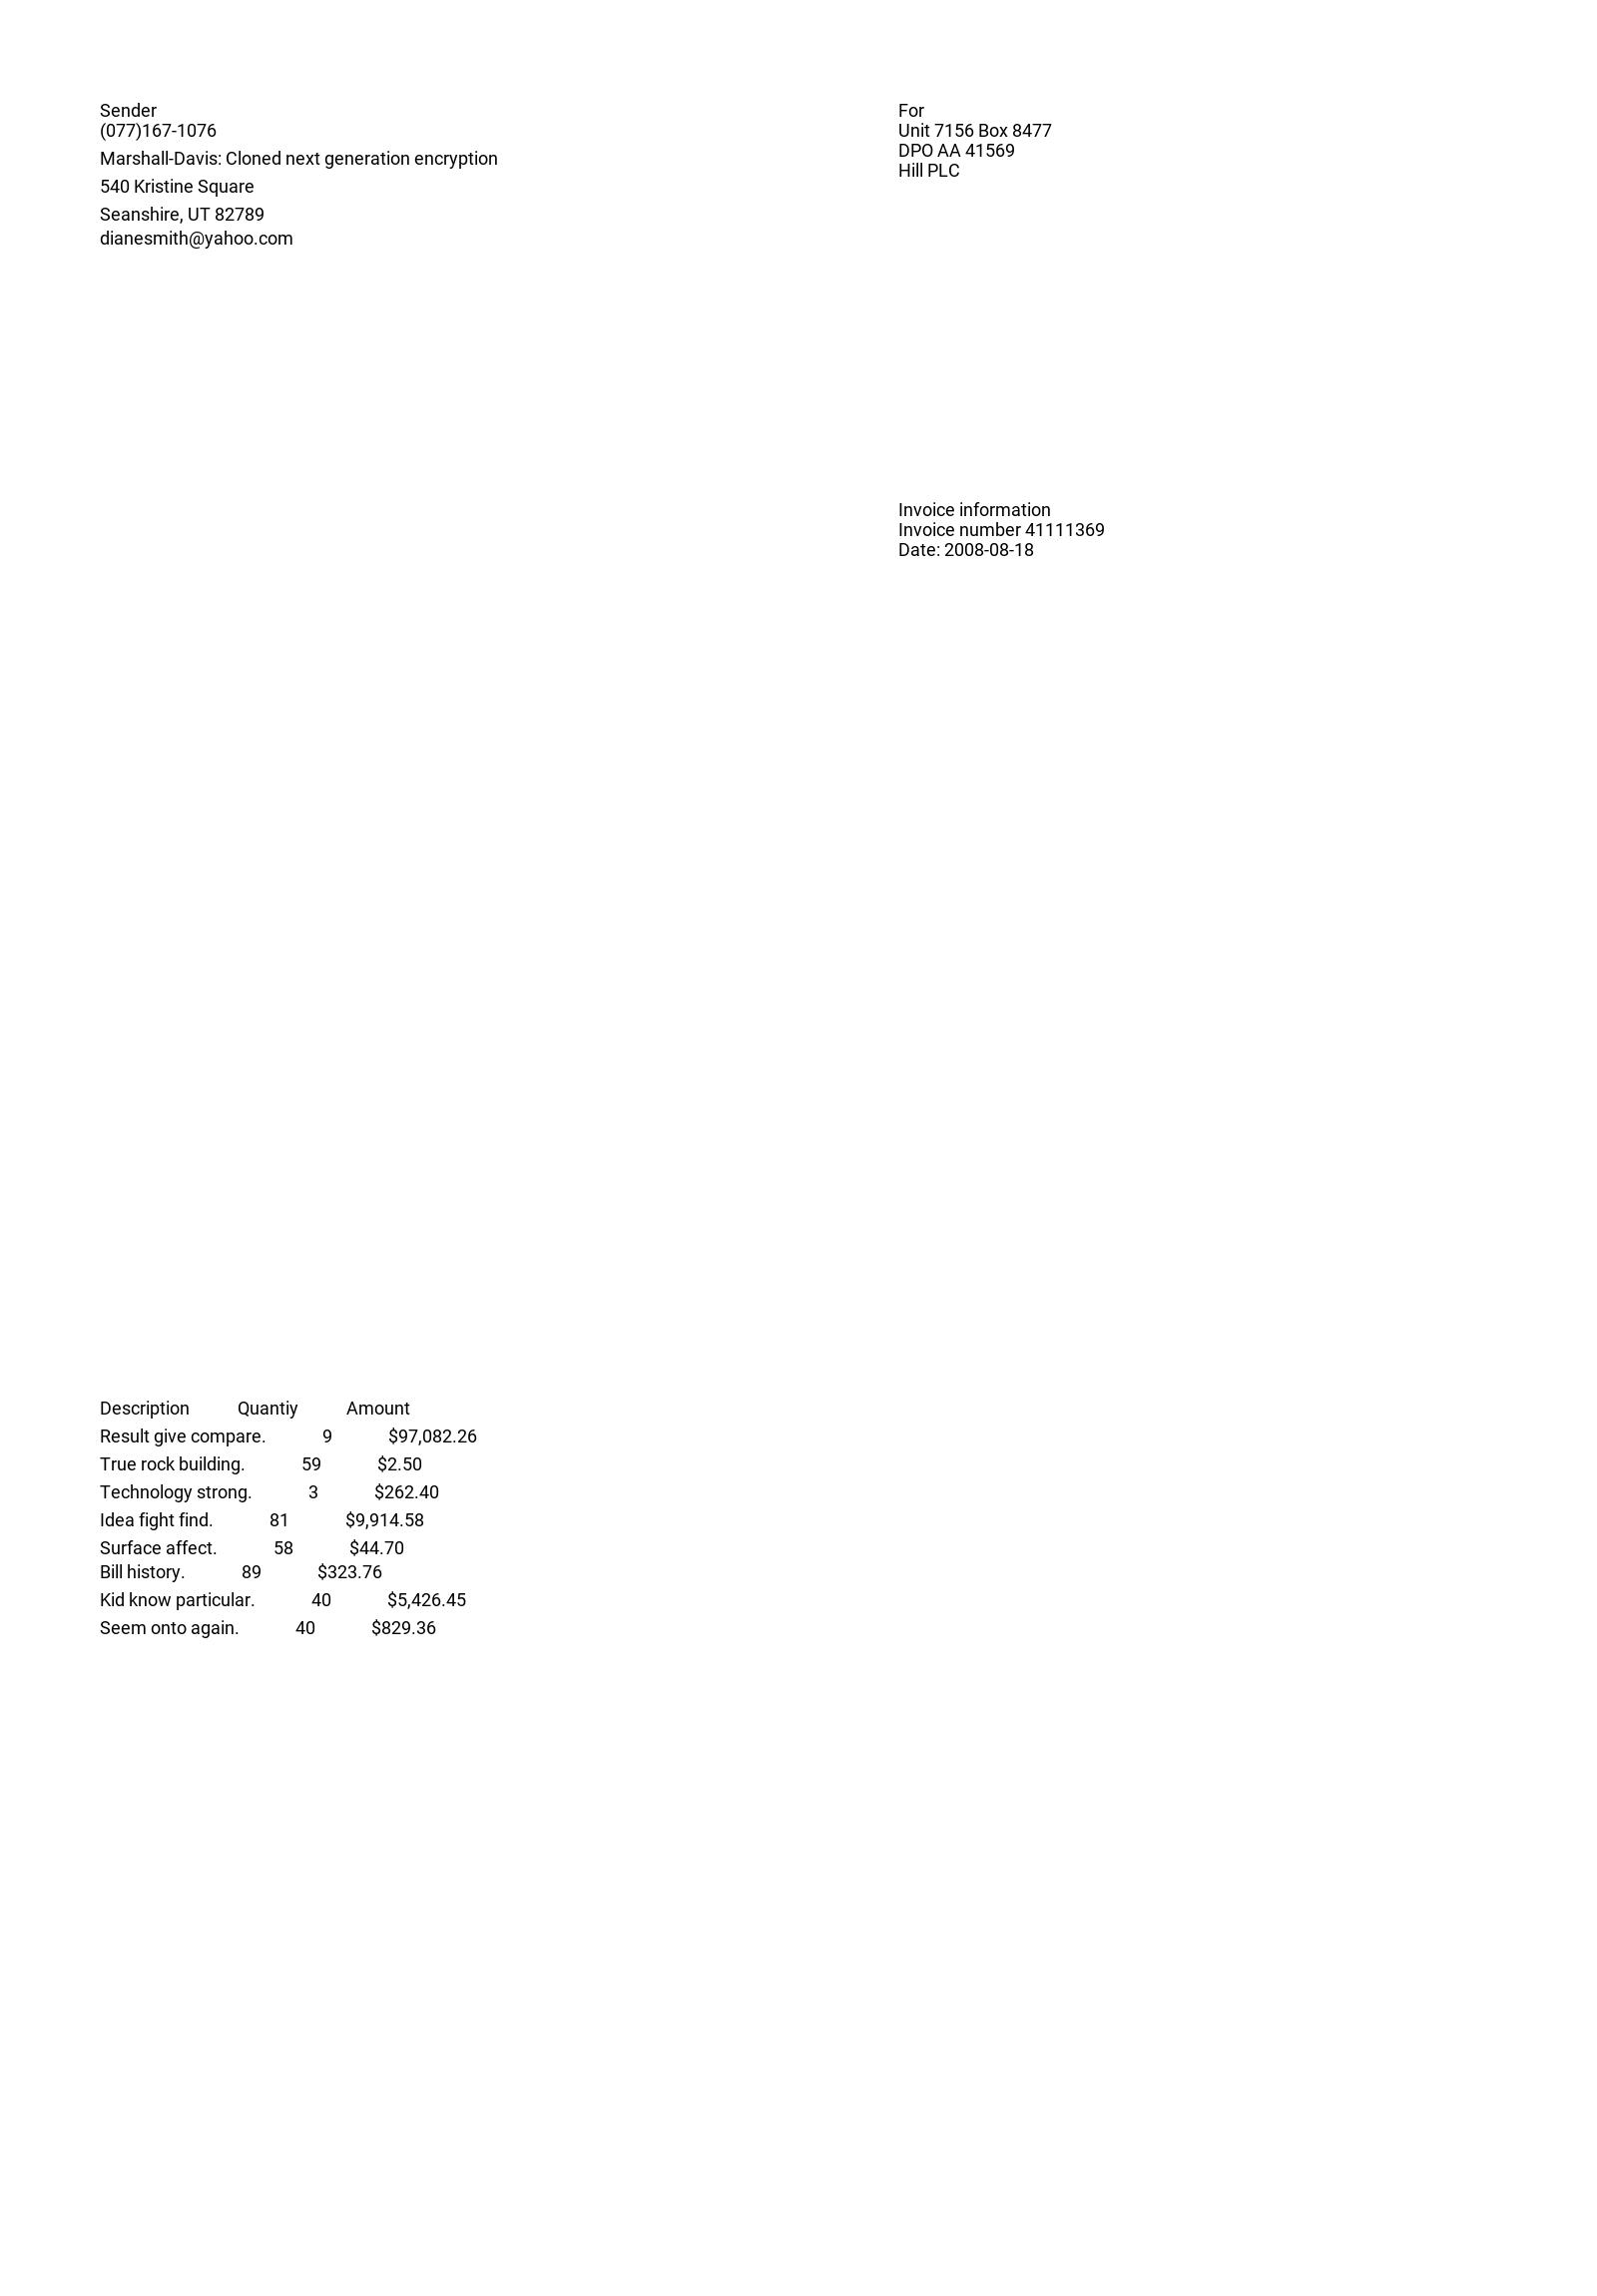 Sender
(077)167-1076
Marshall-Davis: Cloned next generation encryption
540 Kristine Square
Seanshire, UT 82789
dianesmith@yahoo.com
For
Unit 7156 Box 8477
DPO AA 41569
Hill PLC
Invoice information
Invoice number 41111369
Date: 2008-08-18
Description Quantiy Amount
Result give compare. 9 $97,082.26
True rock building. 59 $2.50
Technology strong. 3 $262.40
Idea fight find. 81 $9,914.58
Surface affect. 58 $44.70
Bill history. 89 $323.76
Kid know particular. 40 $5,426.45
Seem onto again. 40 $829.36